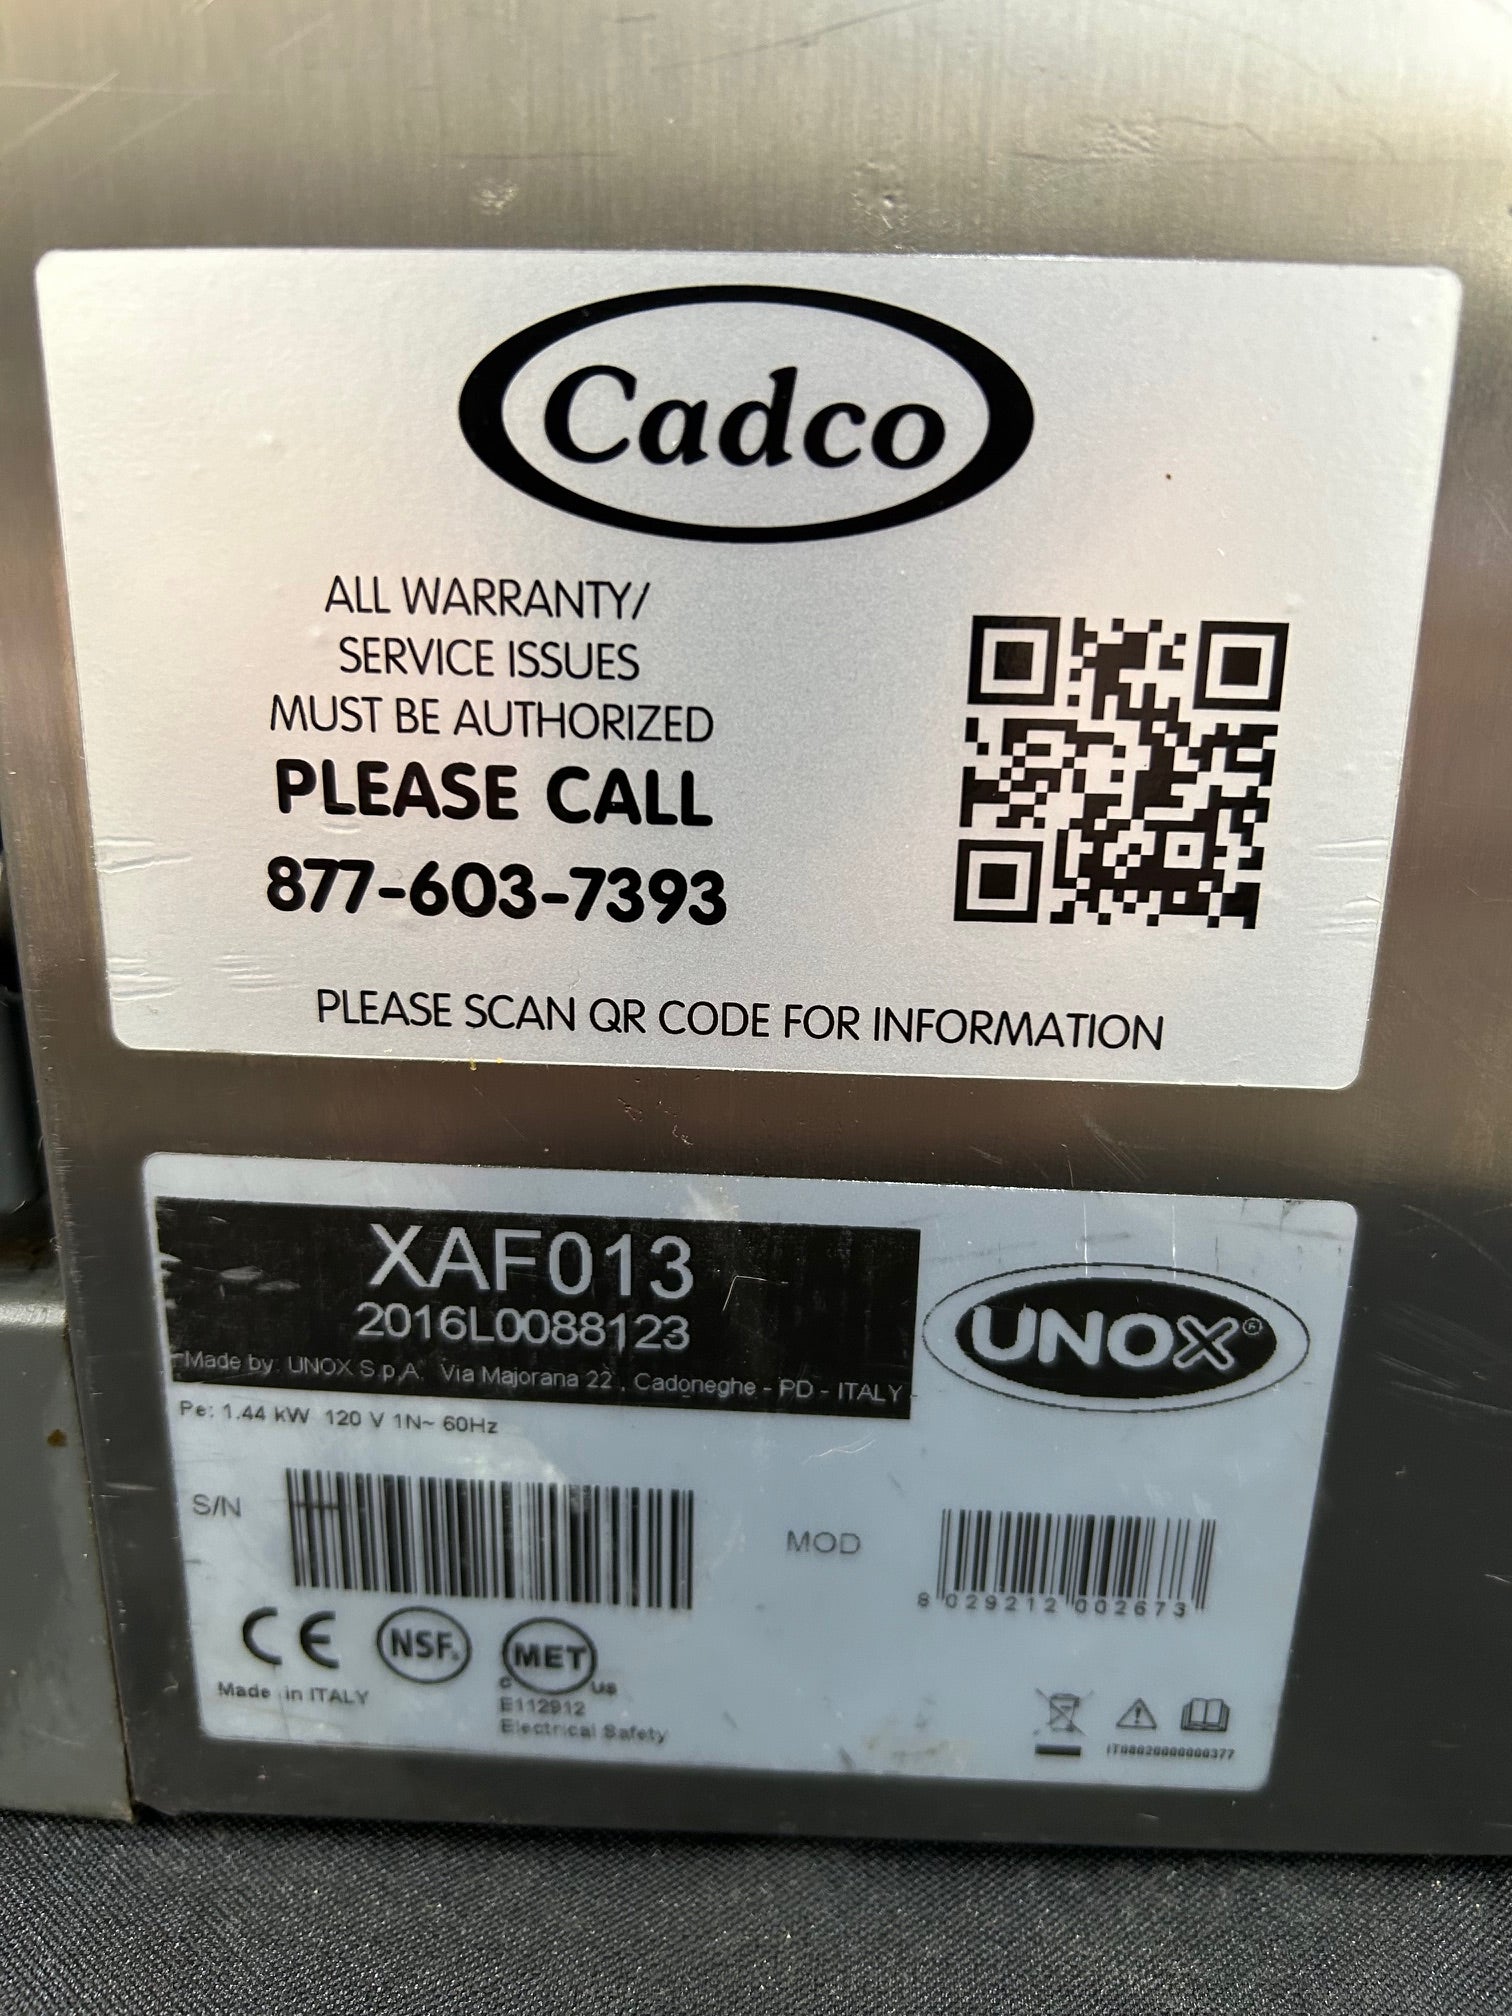 Cadco
ALL WARRANTY/
SERVICE ISSUES
MUST BE AUTHORIZED
PLEASE CALL
877-603-7393
PLEASE SCAN QR CODE FOR INFORMATION
XAF013
2016L0088123
Made by: UNOX S.p.A. Via Majorana 22 , Cadoneghe - PD - ITALY -
UNOX®
Pe: 1.44 kW 120 V 1N~ 60Hz
S/N
MOD
8 029212 002673
CE NSF® MET
c us
Made in ITALY
E112912
Electrical Safety
IT08020000000377